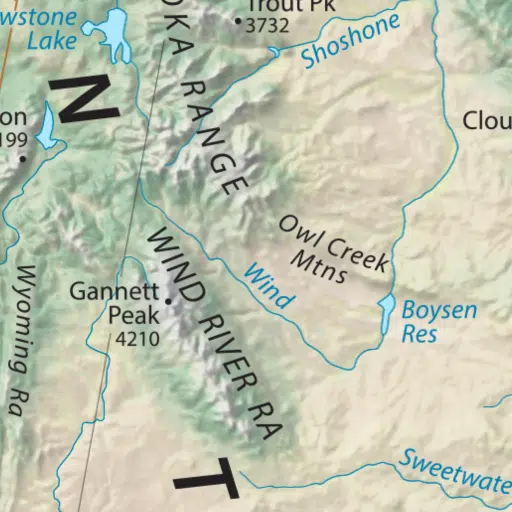 Trout Pk
3732
wstone
Lake
Shoshone
OKA RANGE
N
Clou
on
199
Owl Creek
Mtns
WIND RIVER RA
Wind
Gannett
Peak
4210
Boysen
Res
Wyoming Ra
T
Sweetwate